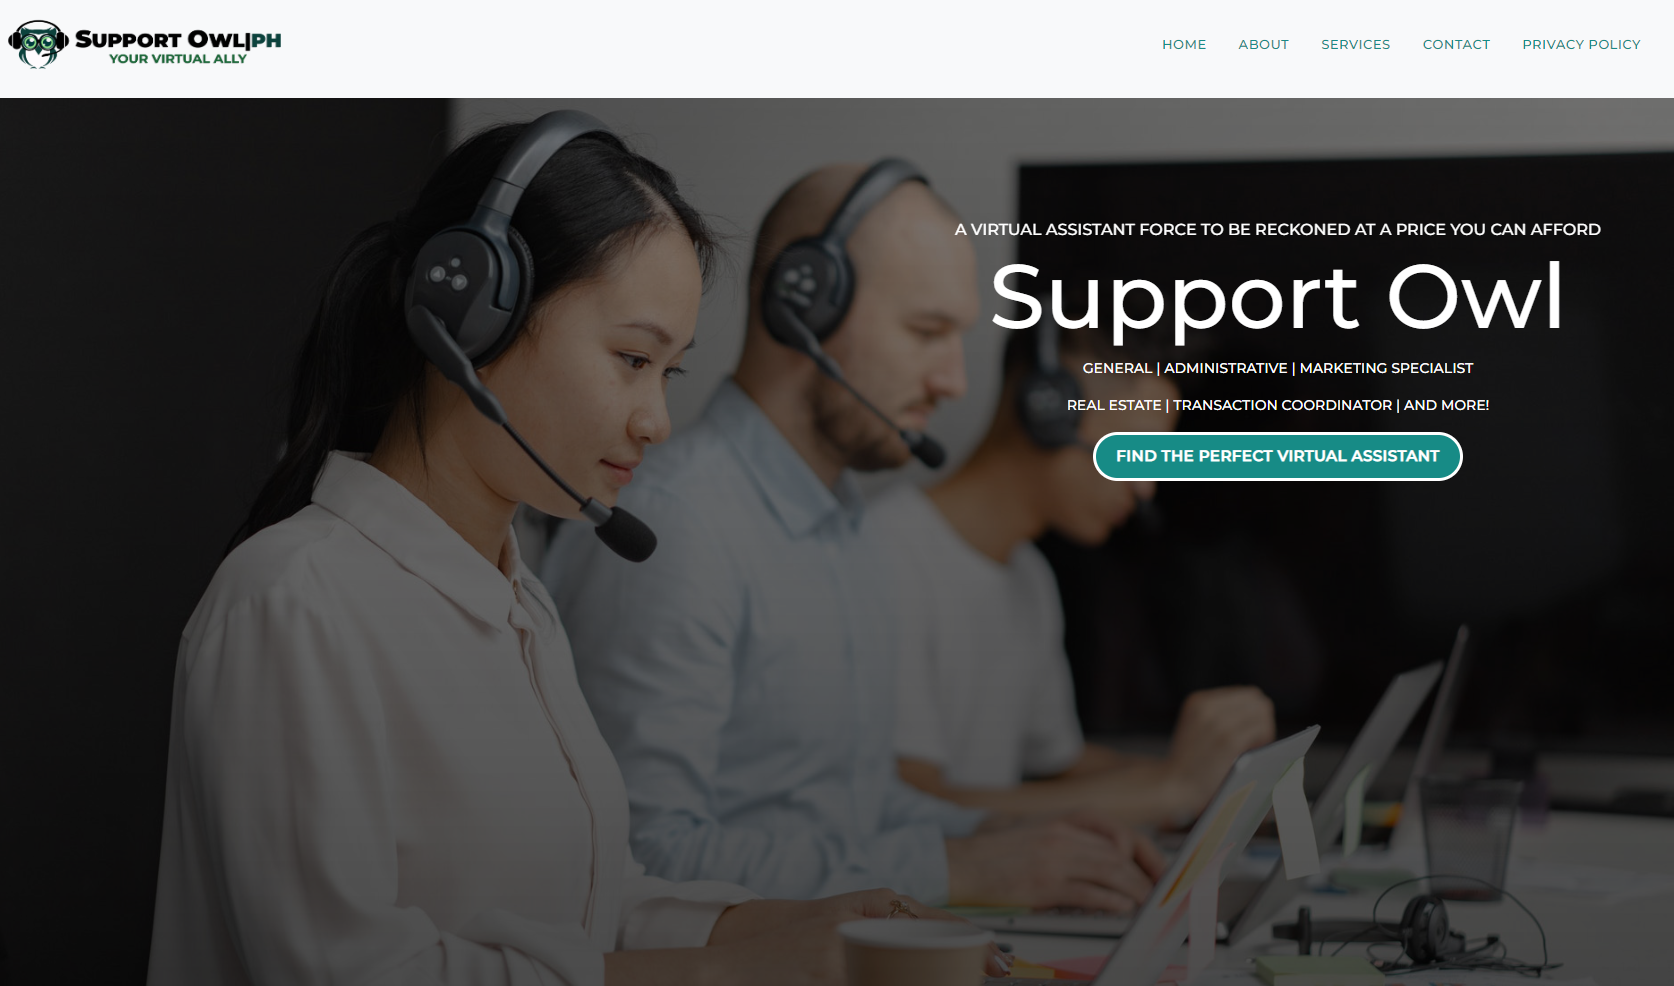 SUPPORT OWL|PH
YOUR VIRTUAL ALLY
HOME ABOUT SERVICES CONTACT PRIVACY POLICY
A VIRTUAL ASSISTANT FORCE TO BE RECKONED AT A PRICE YOU CAN AFFORD
Support Owl
GENERAL | ADMINISTRATIVE | MARKETING SPECIALIST
REAL ESTATE | TRANSACTION COORDINATOR | AND MORE!
FIND THE PERFECT VIRTUAL ASSISTANT